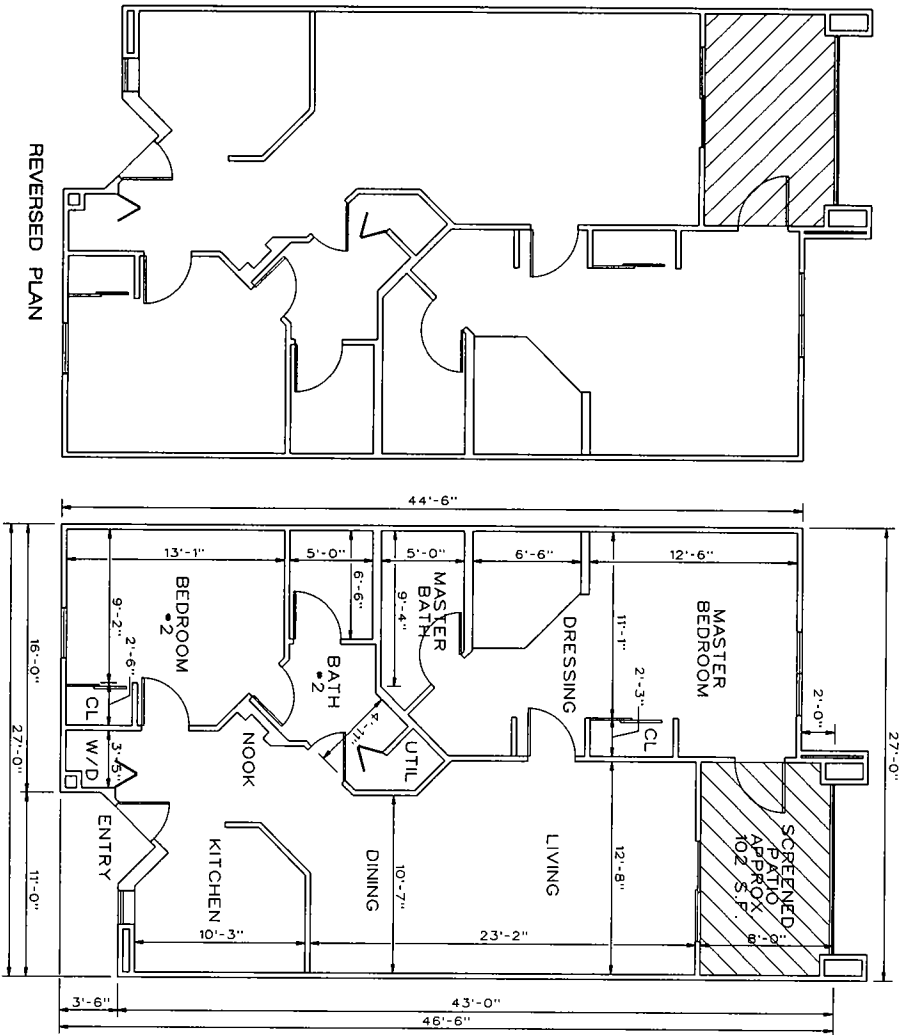 REVERSED PLAN
44'-6"
13'-1"
5'-0"
5'-0"
6'-6"
12'-6"
6'-6"
9'-4"
9'-2"
11'-1"
MASTER
BATH
MASTER
BEDROOM
BEDROOM
#2
BATH
#2
DRESSING
2'-6"
CL
2'-3"
CL
2'-0"
27'-0"
16'-0"
27'-0"
11'-0"
W/D
3'-5"
NOOK
4'-11"
UTIL
ENTRY
KITCHEN
DINING
10'-7"
LIVING
12'-8"
SCREENED
PATIO
APPROX
102 S.F.
10'-3"
23'-2"
8'-0"
3'-6"
43'-0"
46'-6"